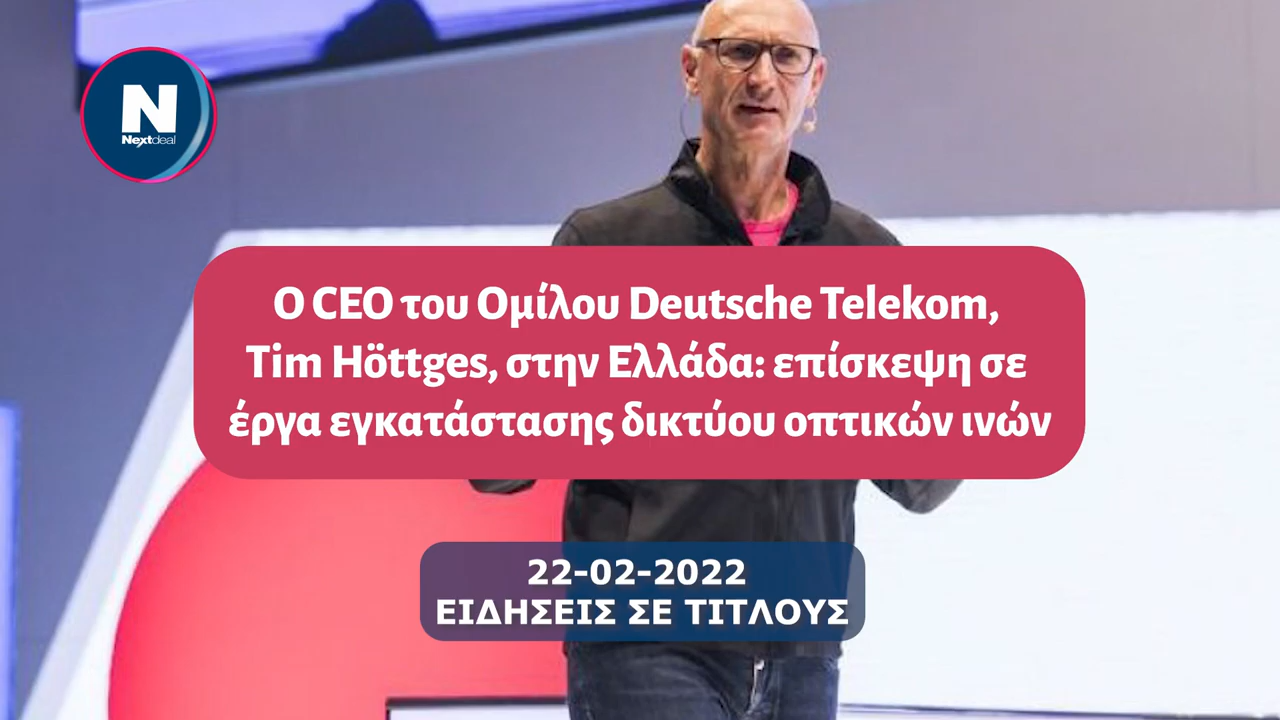 N
Nextdeal
Ο CEO του Ομίλου Deutsche Telekom,
Tim Höttges, στην Ελλάδα: επίσκεψη σε
έργα εγκατάστασης δικτύου οπτικών ινών
22-02-2022
ΕΙΔΗΣΕΙΣ ΣΕ ΤΙΤΛΟΥΣ